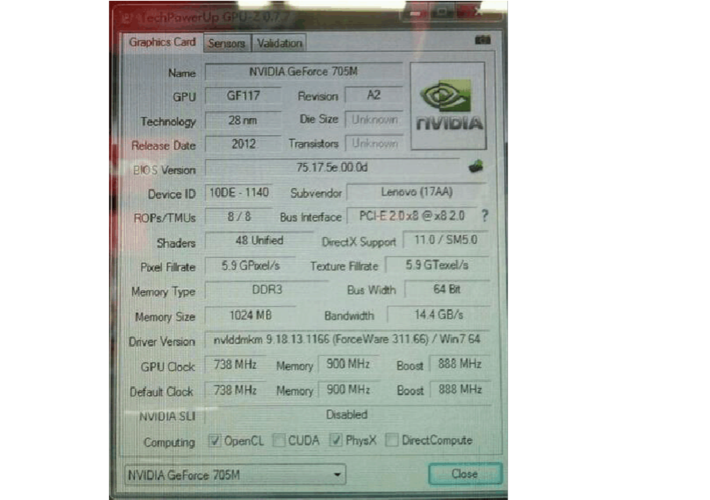 TechPowerUp GPU-Z 0.7.7
Graphics Card Sensors Validation
Name NVIDIA GeForce 705M
GPU GF117 Revision A2
Technology 28 nm Die Size Unknown
Release Date 2012 Transistors Unknown
NVIDIA
BIOS Version 75.17.5e.00.0d
Device ID 10DE - 1140 Subvendor Lenovo (17AA)
ROPs/TMUs 8 / 8 Bus Interface PCI-E 2.0 x8 @ x8 2.0 ?
Shaders 48 Unified DirectX Support 11.0 / SM5.0
Pixel Fillrate 5.9 GPixel/s Texture Fillrate 5.9 GTexel/s
Memory Type DDR3 Bus Width 64 Bit
Memory Size 1024 MB Bandwidth 14.4 GB/s
Driver Version nvlddmkm 9.18.13.1166 (ForceWare 311.66) / Win7 64
GPU Clock 738 MHz Memory 900 MHz Boost 888 MHz
Default Clock 738 MHz Memory 900 MHz Boost 888 MHz
NVIDIA SLI Disabled
Computing OpenCL CUDA PhysX DirectCompute
NVIDIA GeForce 705M Close